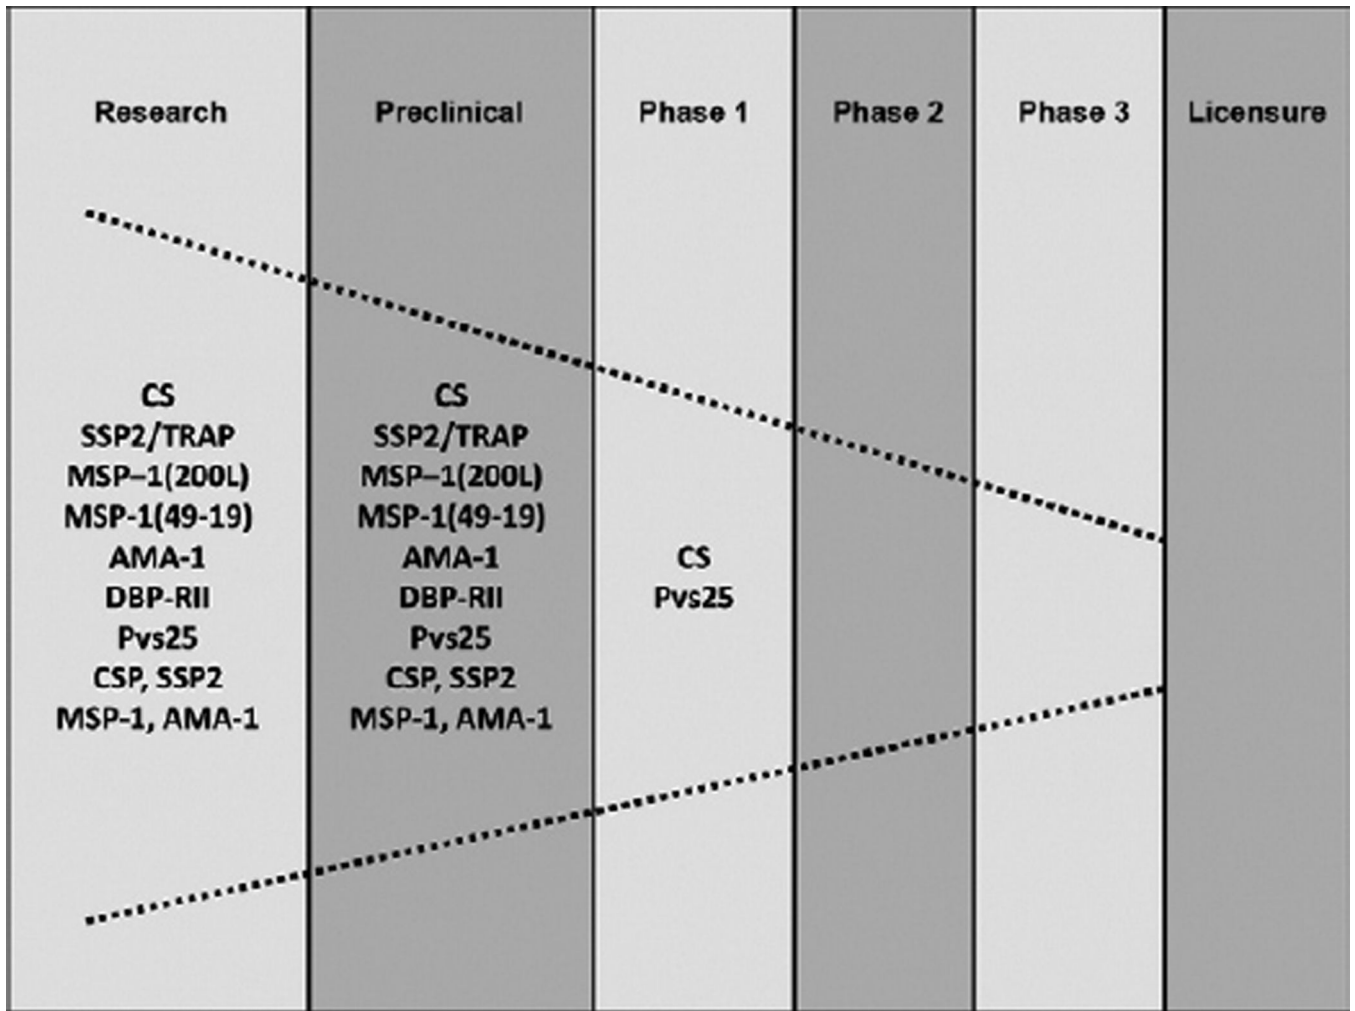 Research
Preclinical
Phase 1
Phase 2
Phase 3
Licensure
CS
SSP2/TRAP
MSP–1(200L)
MSP-1(49-19)
AMA-1
DBP-RII
Pvs25
CSP, SSP2
MSP-1, AMA-1
CS
SSP2/TRAP
MSP–1(200L)
MSP-1(49-19)
AMA-1
DBP-RII
Pvs25
CSP, SSP2
MSP-1, AMA-1
CS
Pvs25